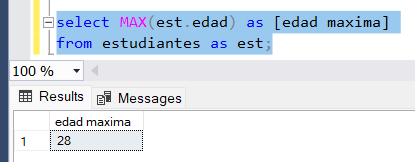 select MAX(est.edad) as [edad maxima]
from estudiantes as est;
100 %
Results Messages
edad maxima
1 28